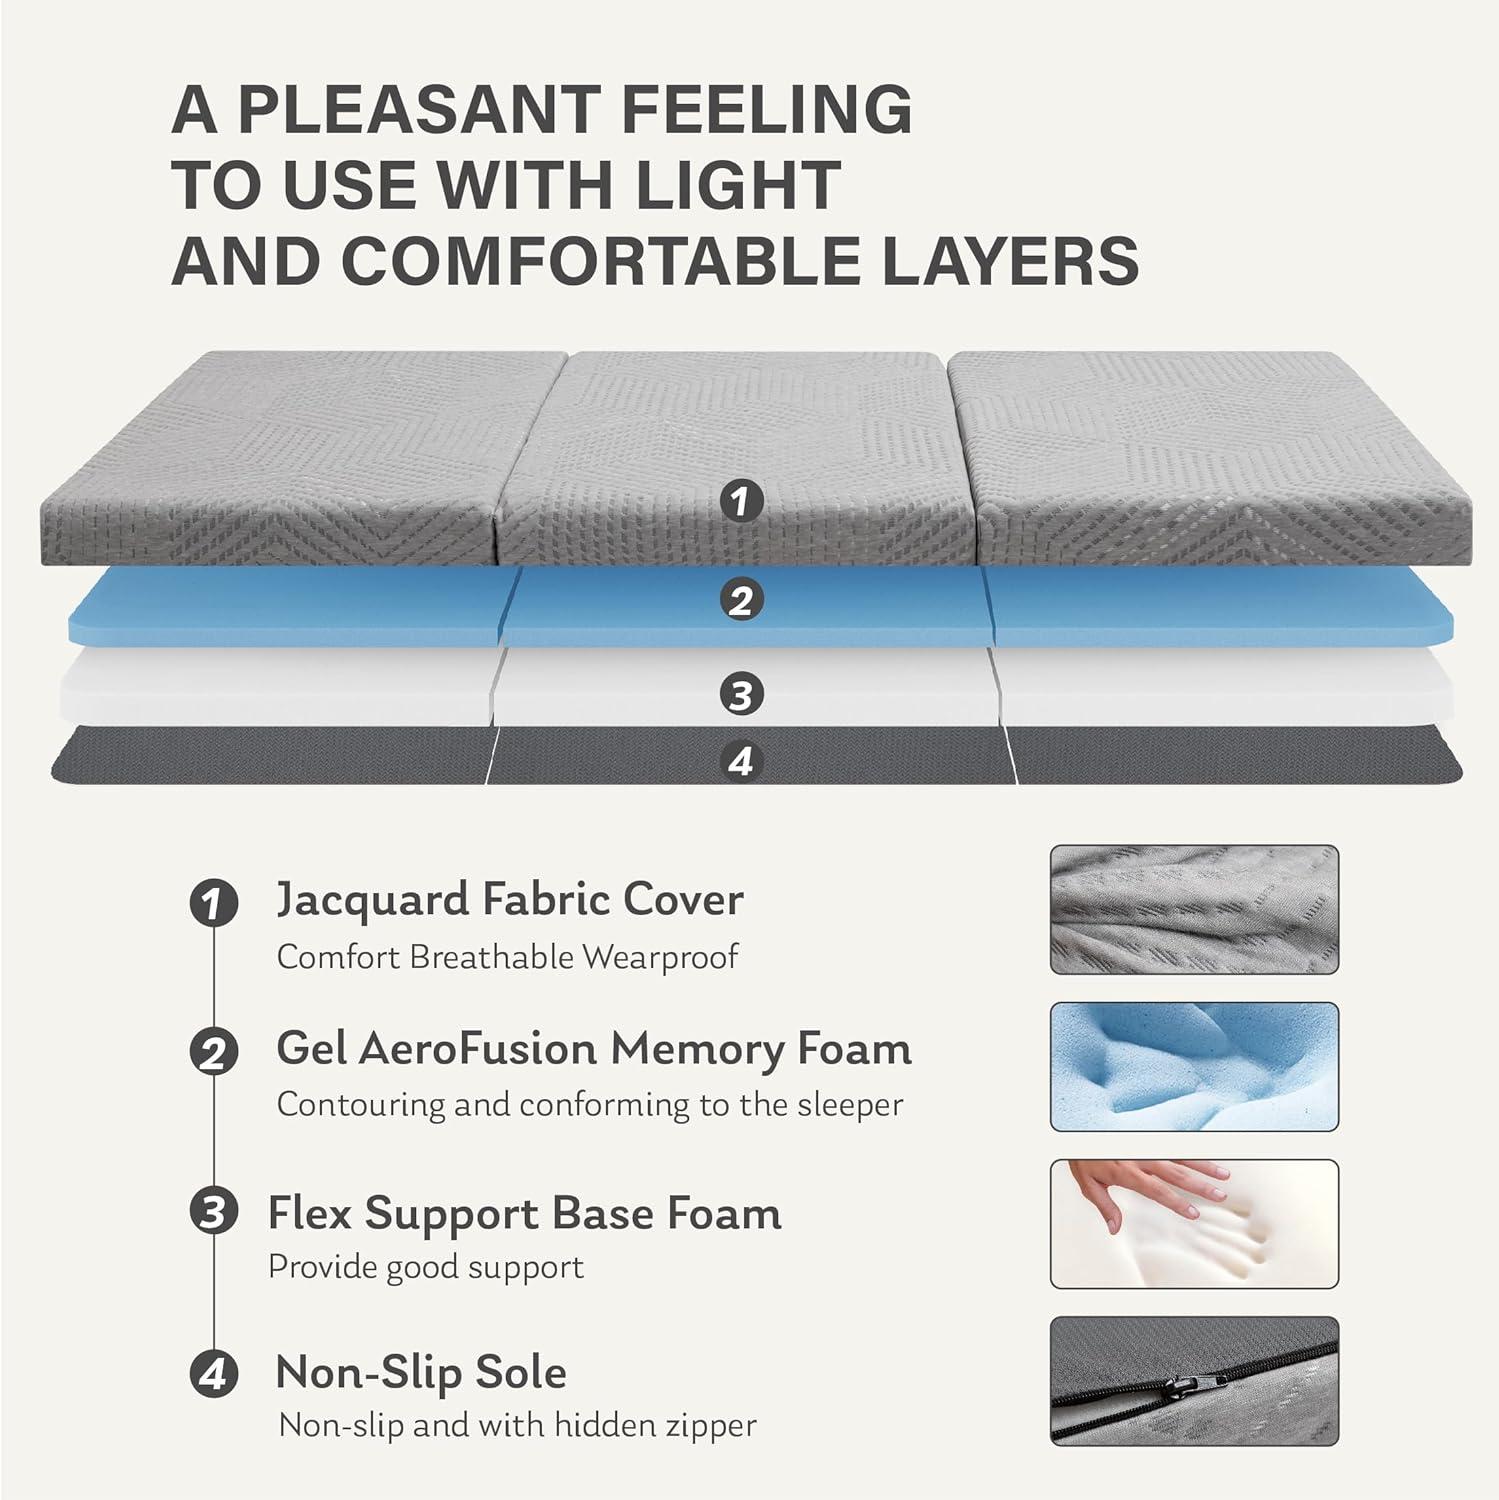 A PLEASANT FEELING
TO USE WITH LIGHT
AND COMFORTABLE LAYERS
1
2
3
4
1 Jacquard Fabric Cover
Comfort Breathable Wearproof
2 Gel AeroFusion Memory Foam
Contouring and conforming to the sleeper
3 Flex Support Base Foam
Provide good support
4 Non-Slip Sole
Non-slip and with hidden zipper